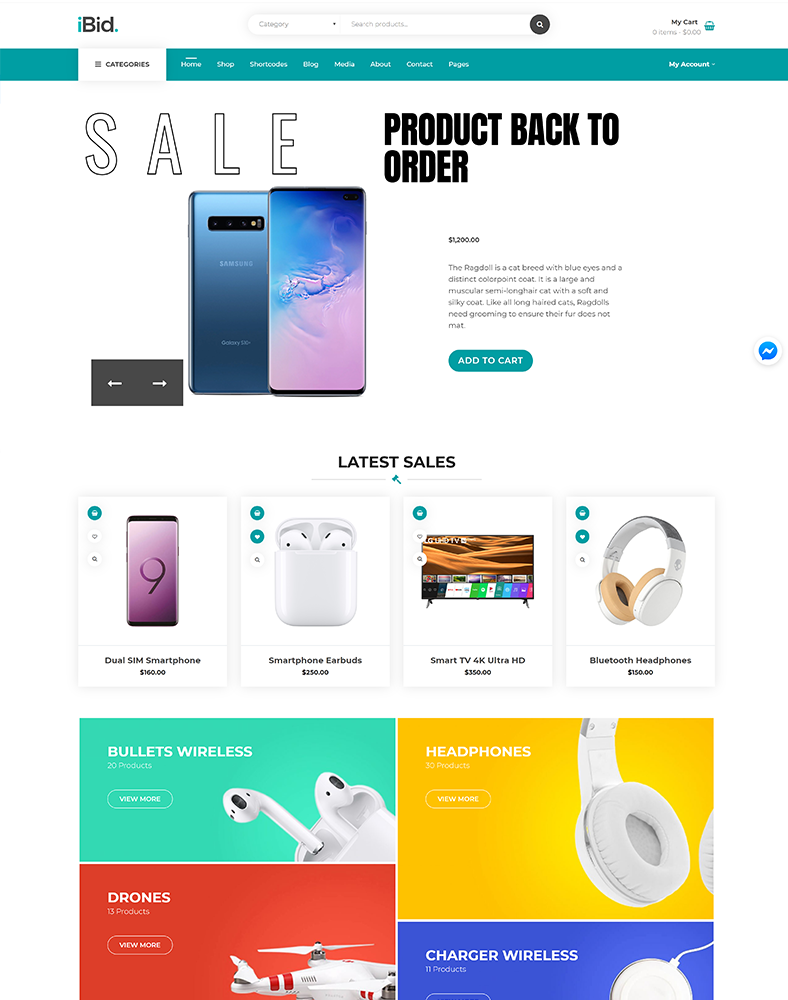 iBid.
Category
Search products...
My Cart
0 items - $0.00
CATEGORIES
Home
Shop
Shortcodes
Blog
Media
About
Contact
Pages
My Account
SALE
PRODUCT BACK TO
ORDER
SAMSUNG
Galaxy S10+
$1,200.00
The Ragdoll is a cat breed with blue eyes and a
distinct colorpoint coat. It is a large and
muscular semi-longhair cat with a soft and
silky coat. Like all long haired cats, Ragdolls
need grooming to ensure their fur does not
mat.
ADD TO CART
LATEST SALES
9
Dual SIM Smartphone
$160.00
Smartphone Earbuds
$250.00
Smart TV 4K Ultra HD
$350.00
Bluetooth Headphones
$150.00
BULLETS WIRELESS
20 Products
VIEW MORE
HEADPHONES
30 Products
VIEW MORE
DRONES
13 Products
VIEW MORE
CHARGER WIRELESS
11 Products
VIEW MORE